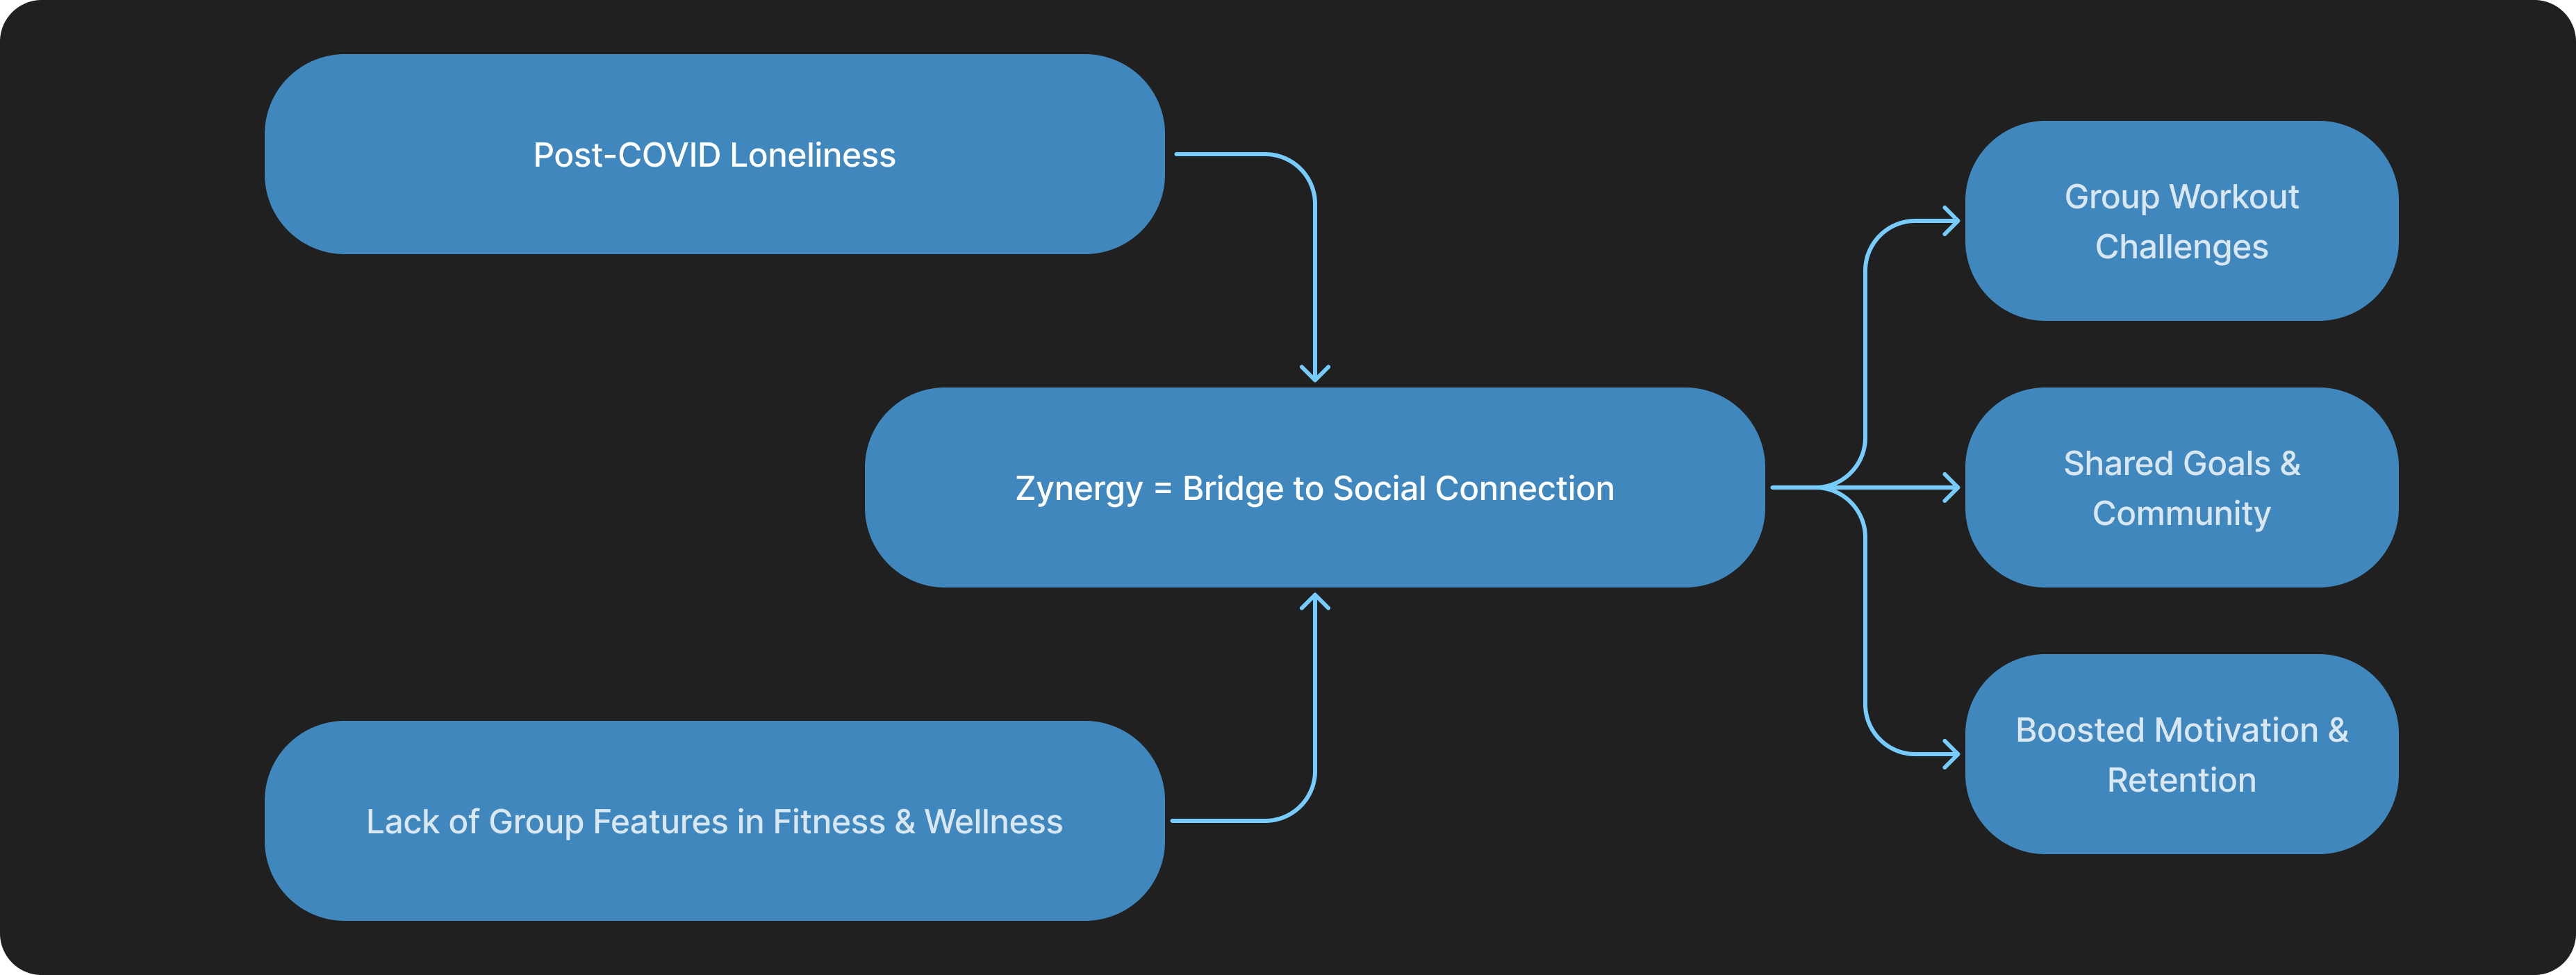 Post-COVID Loneliness
Lack of Group Features in Fitness & Wellness
Zynergy = Bridge to Social Connection
Group Workout
Challenges
Shared Goals &
Community
Boosted Motivation &
Retention